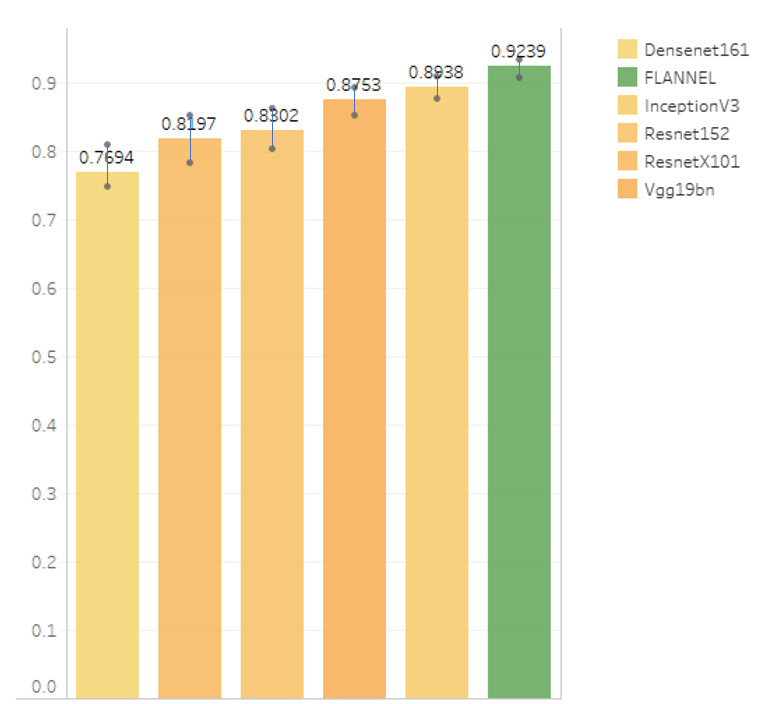 0.9
0.8
0.7
0.6
0.5
0.4
0.3
0.2
0.1
0.0
0.7694
0.8197
0.8302
0.8753
0.8938
0.9239
Densenet161
FLANNEL
InceptionV3
Resnet152
ResnetX101
Vgg19bn